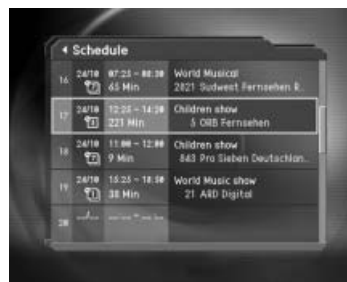 Schedule
16 24/10 07:25 - 08:30 World Musical
65 Min 2021 Sudwest Fernsehen R..
17 24/10 12:25 - 14:20 Children show
221 Min 5 ORB Fernsehen
18 24/10 11:00 - 12:00 Children show
9 Min 843 Pro Sieben Deutschlan..
19 24/10 15:25 - 18:50 World Music show
38 Min 21 ARD Digital
20 --/-- --:-- - --:--